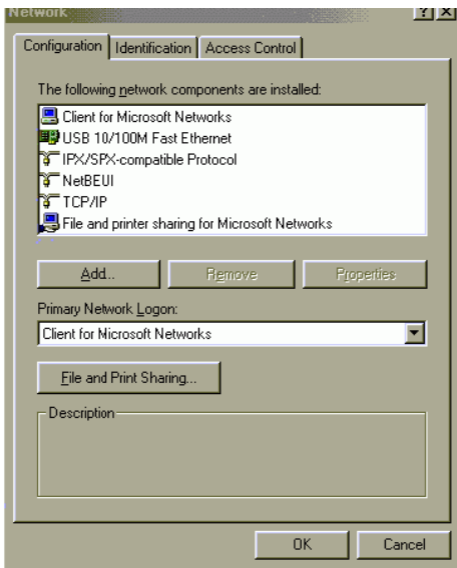 Network
Configuration Identification Access Control
The following network components are installed:
Client for Microsoft Networks
USB 10/100M Fast Ethernet
IPX/SPX-compatible Protocol
NetBEUI
TCP/IP
File and printer sharing for Microsoft Networks
Add... Remove Properties
Primary Network Logon:
Client for Microsoft Networks
File and Print Sharing...
Description
OK Cancel